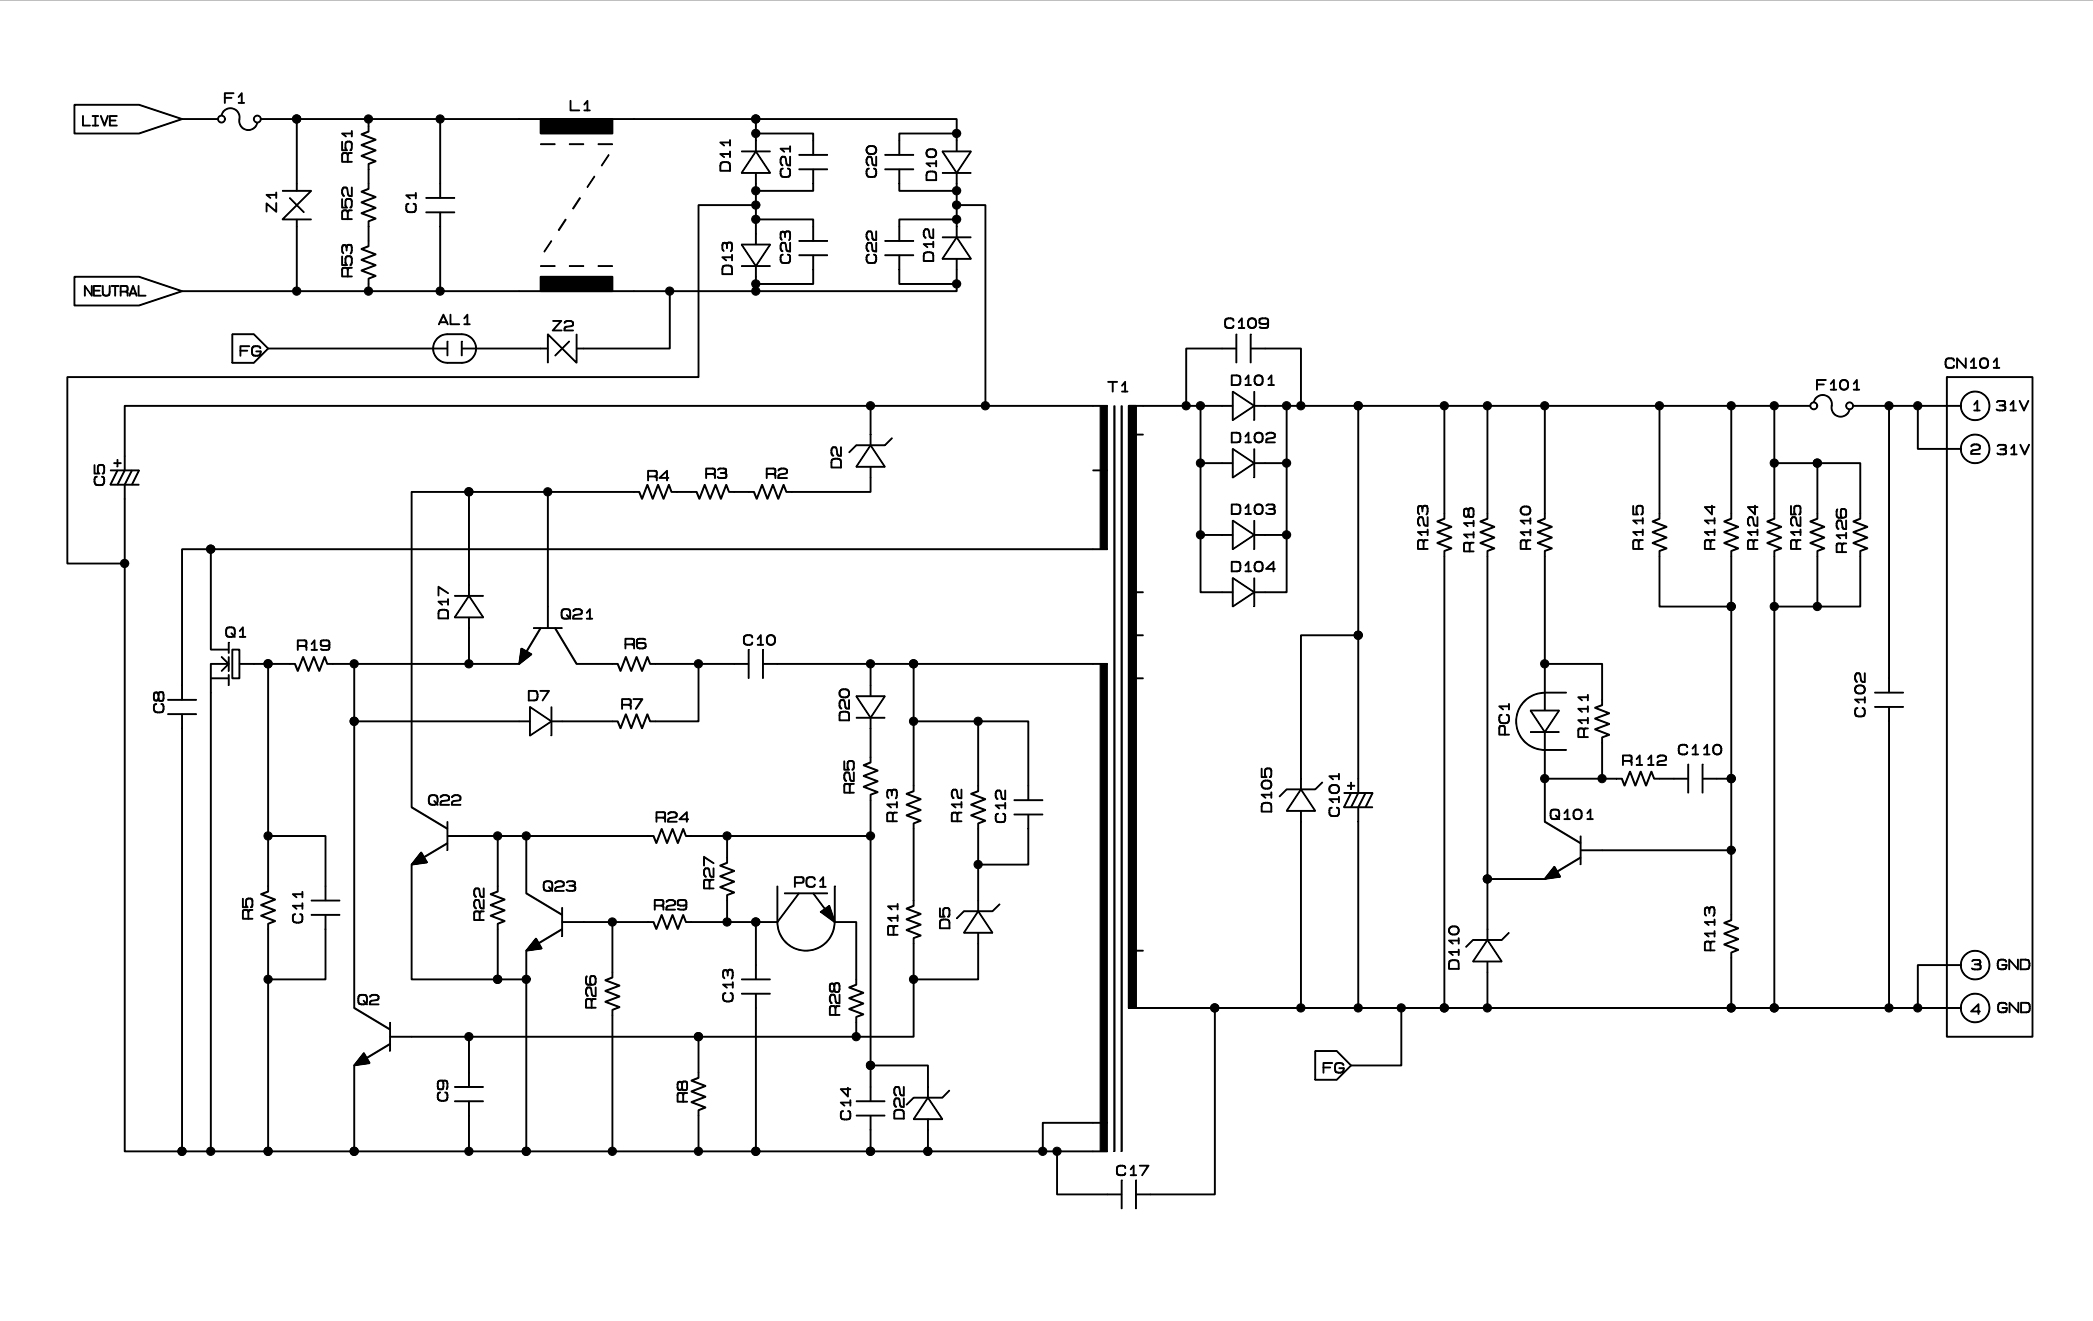 F1
L1
LIVE
R51
D11
C21
C20
D10
Z1
R52
C1
R53
D13
C23
C22
D12
NEUTRAL
AL1
Z2
FG
C109
T1
D101
F101
CN101
1 31V
D102
2 31V
D2
C5
+
R4
R3
R2
D103
R123
R118
R110
R115
R114
R124
R125
R126
D104
D17
Q21
Q1
R19
R6
C10
C8
D7
R7
D20
PC1
R111
C102
R112
C110
R25
R13
R12
C12
D105
C101
+
Q22
R24
Q101
R27
PC1
R5
C11
R22
Q23
R29
R11
D5
R113
D110
3 GND
Q2
R26
C13
R28
4 GND
C9
R8
C14
D22
FG
C17